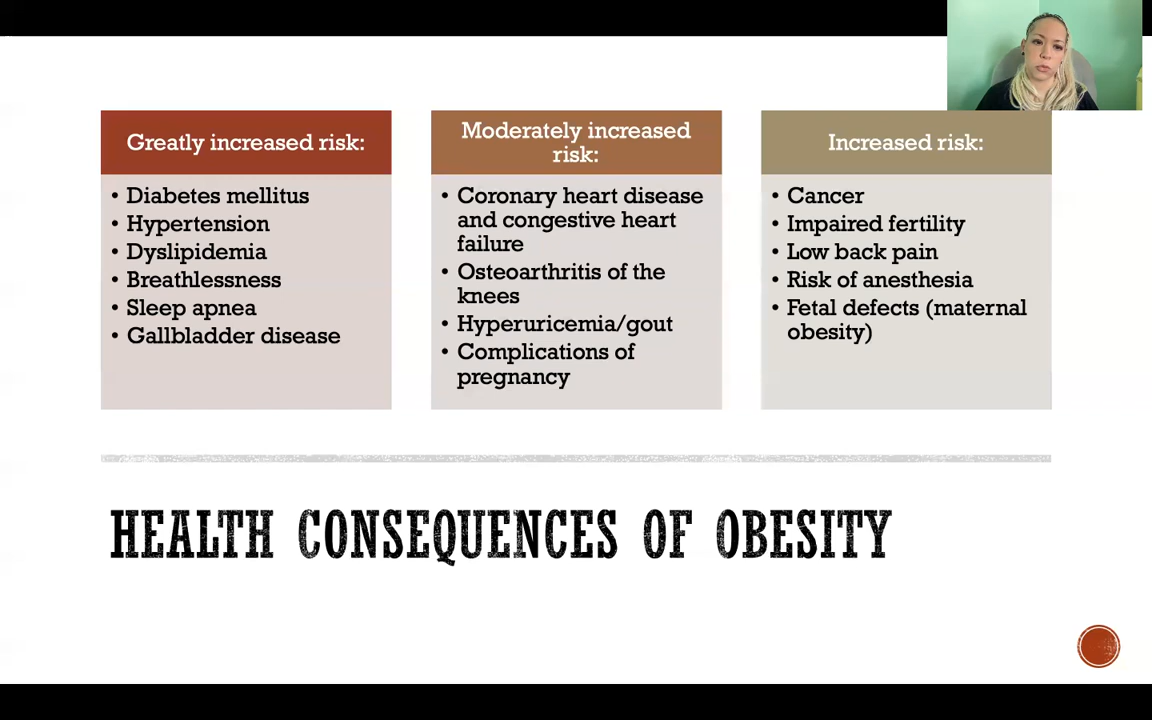 Greatly increased risk:
• Diabetes mellitus
• Hypertension
• Dyslipidemia
• Breathlessness
• Sleep apnea
• Gallbladder disease
Moderately increased
risk:
• Coronary heart disease
and congestive heart
failure
• Osteoarthritis of the
knees
• Hyperuricemia/gout
• Complications of
pregnancy
Increased risk:
• Cancer
• Impaired fertility
• Low back pain
• Risk of anesthesia
• Fetal defects (maternal
obesity)
HEALTH CONSEQUENCES OF OBESITY